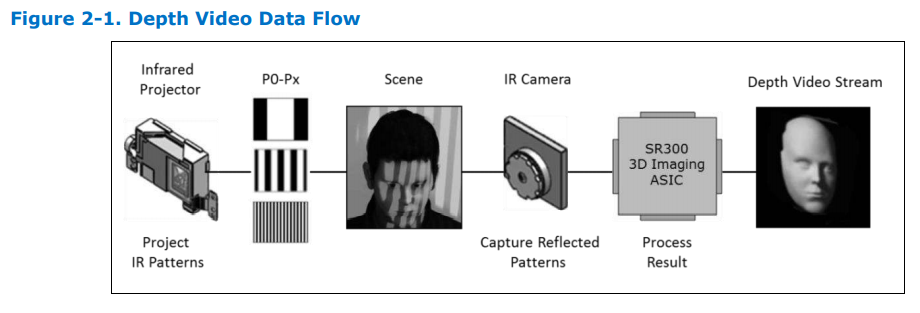 Figure 2-1. Depth Video Data Flow
Infrared
Projector
P0-Px
Scene
IR Camera
Depth Video Stream
SR300
3D Imaging
ASIC
Project
IR Patterns
Capture Reflected
Patterns
Process
Result